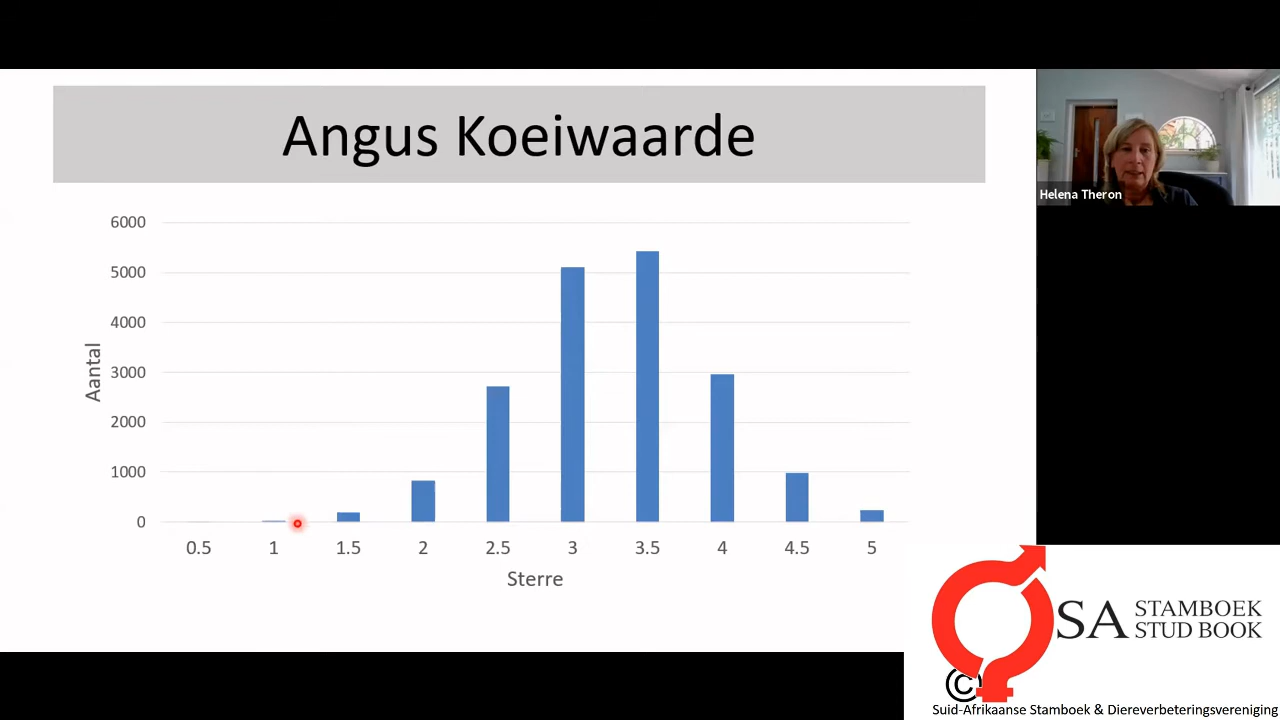 Angus Koeiwaarde
Helena Theron
6000
5000
4000
3000
2000
1000
0
Aantal
0.5 1 1.5 2 2.5 3 3.5 4 4.5 5
Sterre
SA STAMBOEK
STUD BOOK
©
Suid-Afrikaanse Stamboek & Diereverbeteringsvereniging